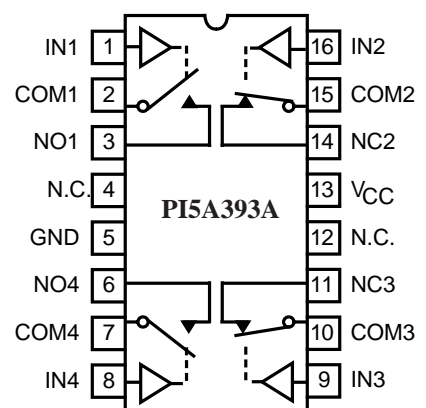 IN1 1 16 IN2
COM1 2 15 COM2
NO1 3 14 NC2
N.C. 4 13 VCC
PI5A393A
GND 5 12 N.C.
NO4 6 11 NC3
COM4 7 10 COM3
IN4 8 9 IN3